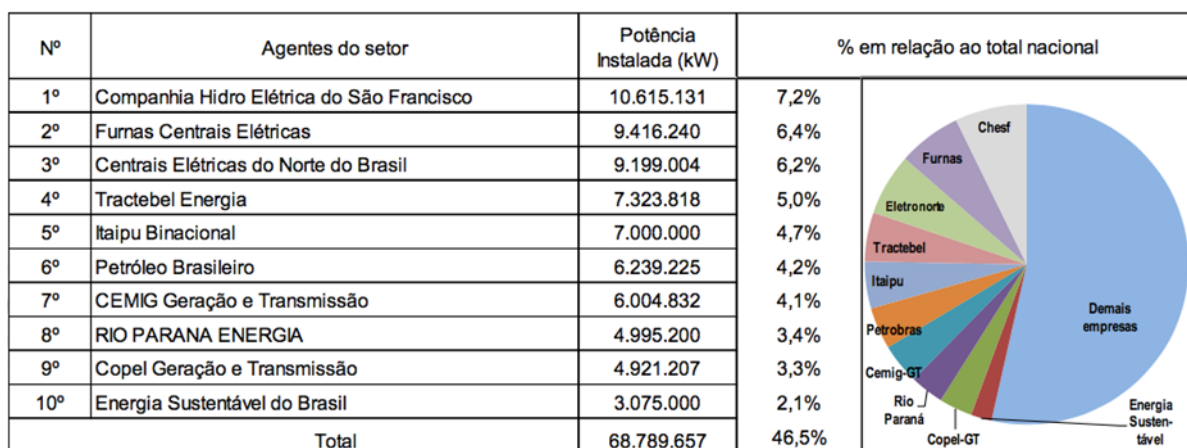 Nº Agentes do setor Potência Instalada (kW) % em relação ao total nacional
1º Companhia Hidro Elétrica do São Francisco 10.615.131 7,2%
2º Furnas Centrais Elétricas 9.416.240 6,4%
3º Centrais Elétricas do Norte do Brasil 9.199.004 6,2%
4º Tractebel Energia 7.323.818 5,0%
5º Itaipu Binacional 7.000.000 4,7%
6º Petróleo Brasileiro 6.239.225 4,2%
7º CEMIG Geração e Transmissão 6.004.832 4,1%
8º RIO PARANA ENERGIA 4.995.200 3,4%
9º Copel Geração e Transmissão 4.921.207 3,3%
10º Energia Sustentável do Brasil 3.075.000 2,1%
Total 68.789.657 46,5%
Chesf
Furnas
Eletronorte
Tractebel
Itaipu
Petrobras
Cemig-GT
Rio
Paraná
Copel-GT
Energia
Susten-
tável
Demais
empresas